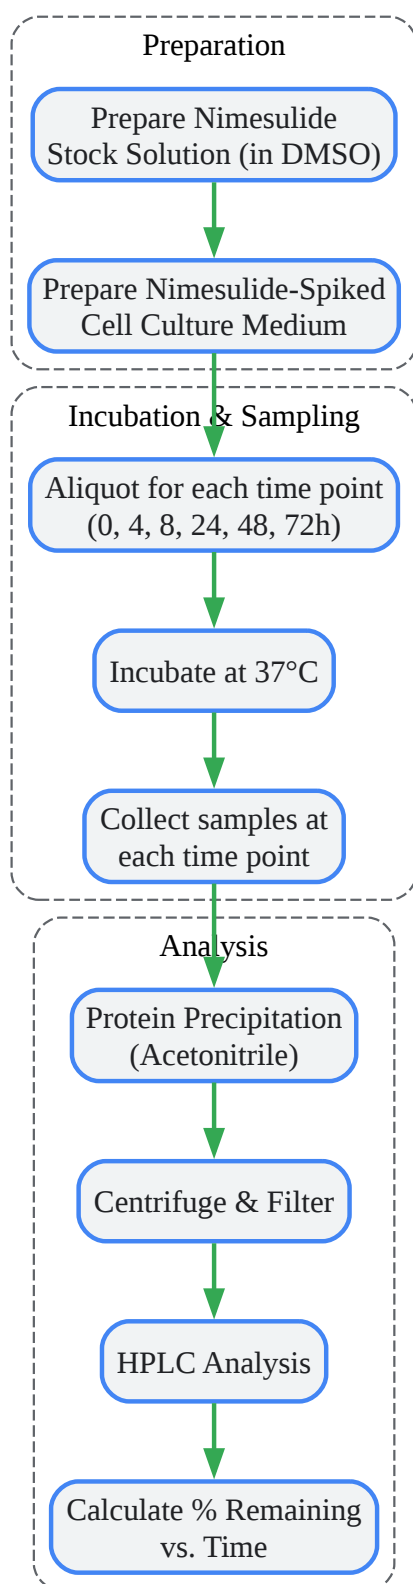 Preparation
Prepare Nimesulide
Stock Solution (in DMSO)
Prepare Nimesulide-Spiked
Cell Culture Medium
Incubation & Sampling
Aliquot for each time point
(0, 4, 8, 24, 48, 72h)
Incubate at 37°C
Collect samples at
each time point
Analysis
Protein Precipitation
(Acetonitrile)
Centrifuge & Filter
HPLC Analysis
Calculate % Remaining
vs. Time